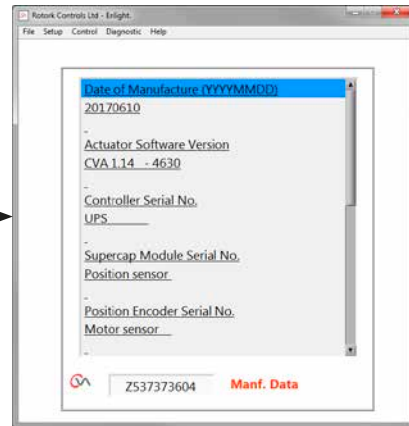 Rotork Controls Ltd - Enlight.
File Setup Control Diagnostic Help
Date of Manufacture (YYYYMMDD)
20170610
-
Actuator Software Version
CVA 1.14 - 4630
-
Controller Serial No.
UPS
-
Supercap Module Serial No.
Position sensor
-
Position Encoder Serial No.
Motor sensor
-
ZS37373604 Manf. Data